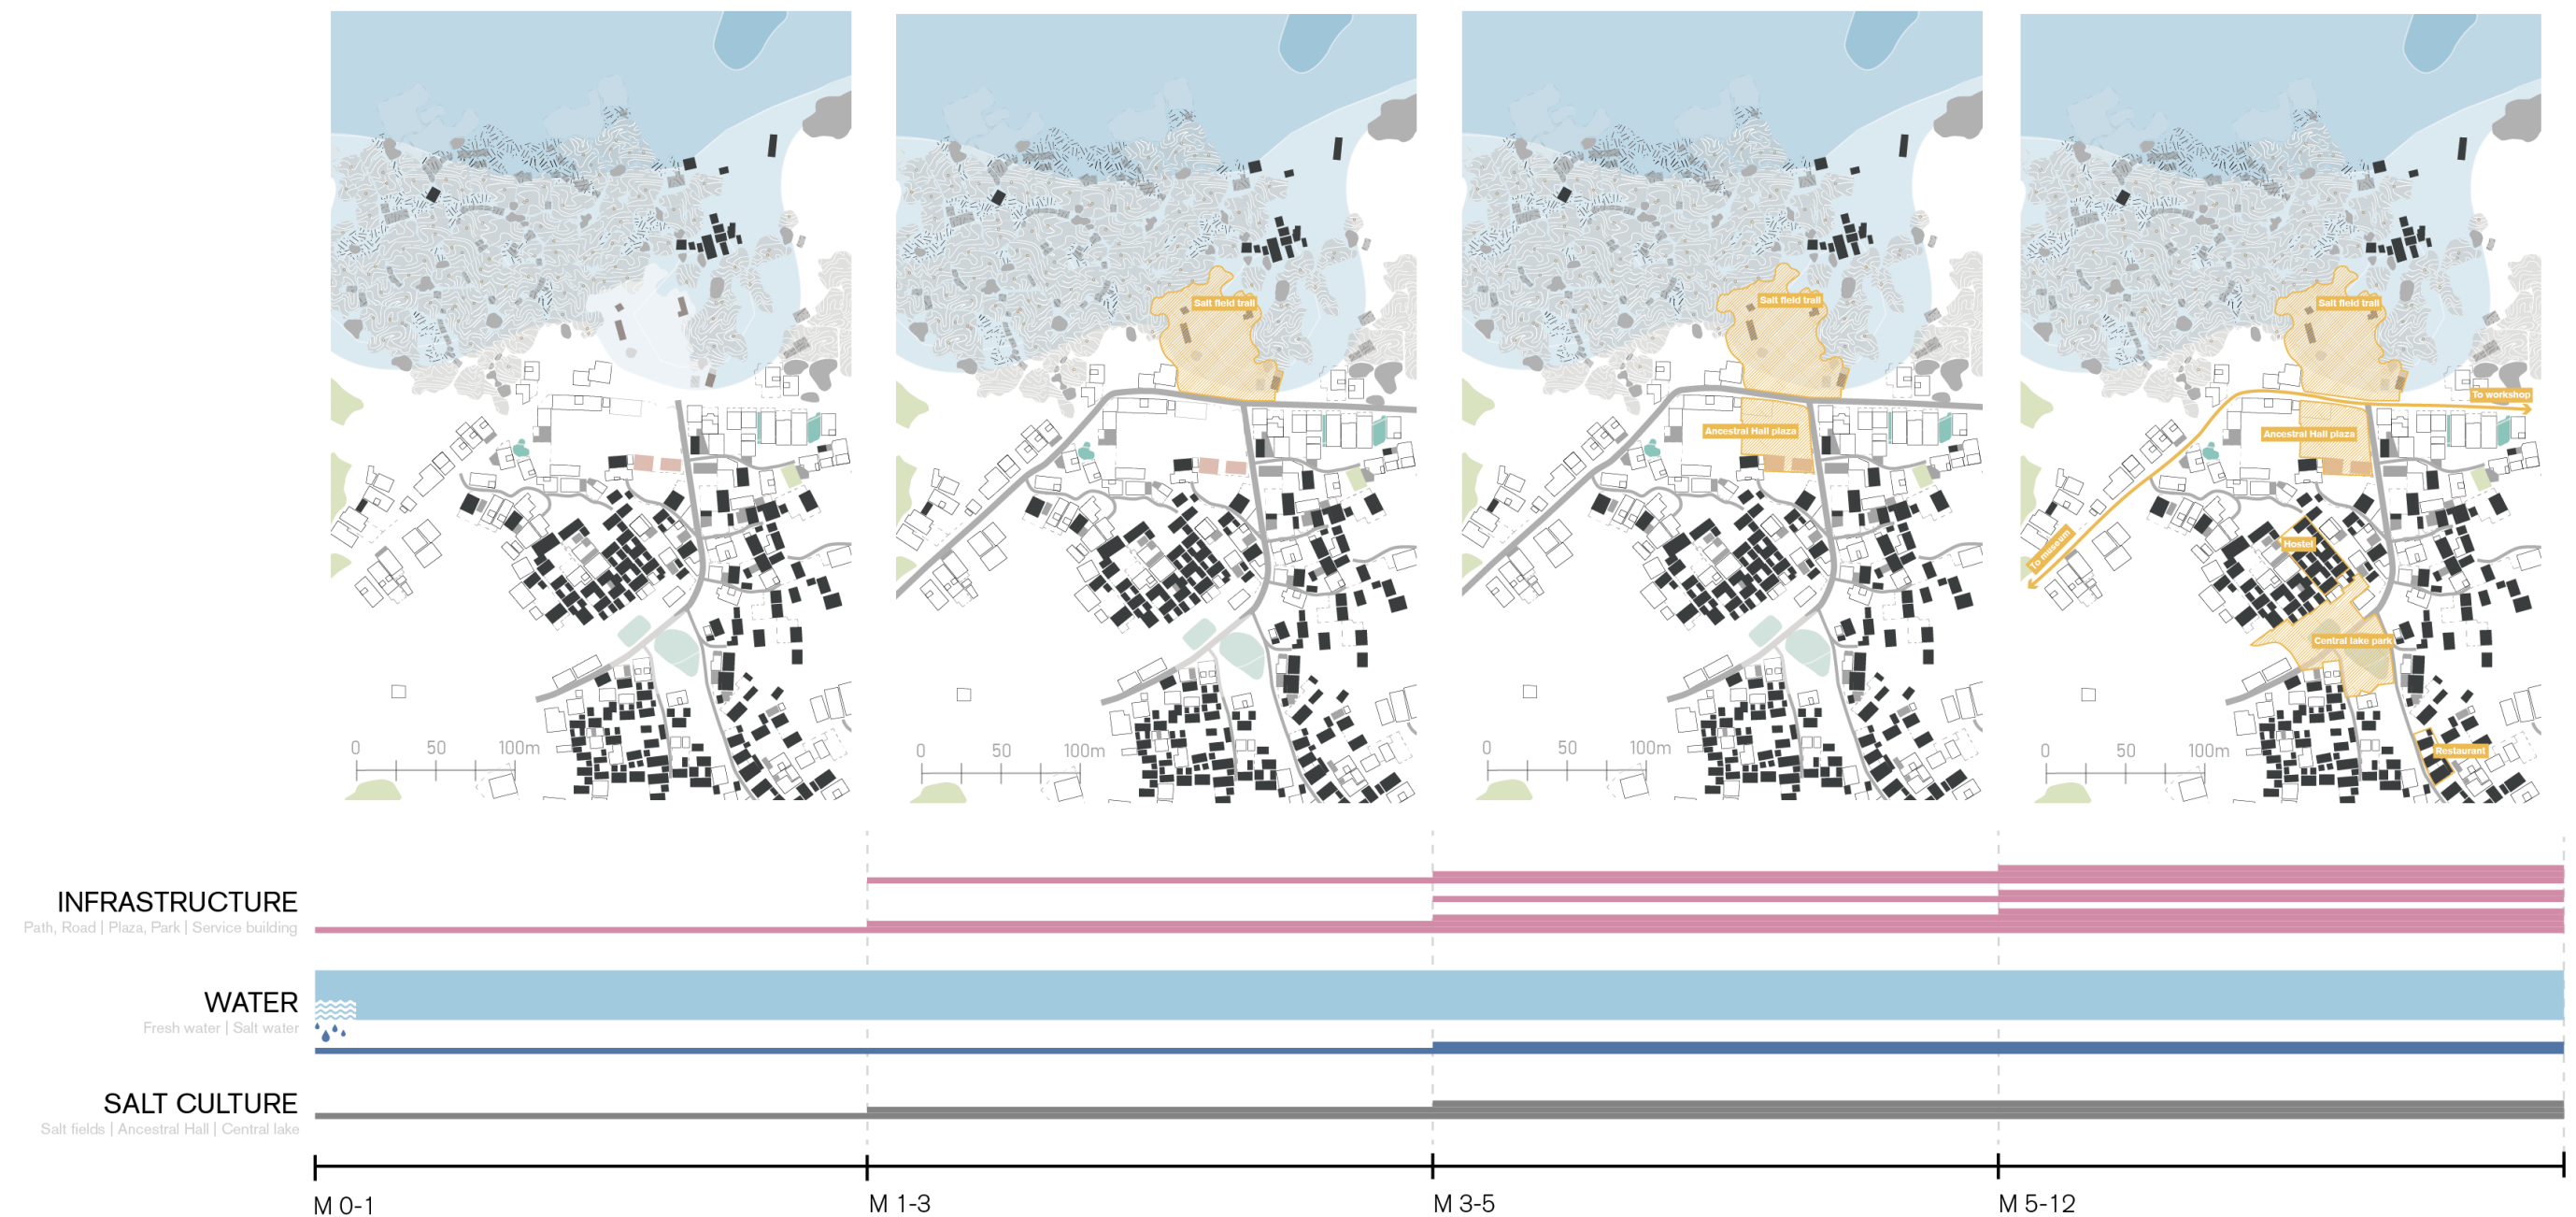 Salt field trail
Salt field trail
Salt field trail
To workshop
Ancestral Hall plaza
Ancestral Hall plaza
To museum
Hostel
Central lake park
Restaurant
0 50 100m
0 50 100m
0 50 100m
0 50 100m
INFRASTRUCTURE
Path, Road | Plaza, Park | Service building
WATER
Fresh water | Salt water
SALT CULTURE
Salt fields | Ancestral Hall | Central lake
M 0-1
M 1-3
M 3-5
M 5-12